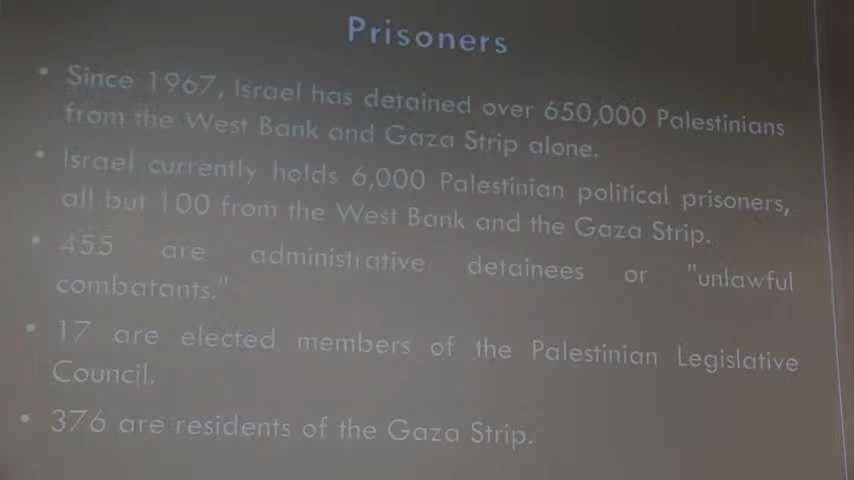 Prisoners
• Since 1967, Israel has detained over 650,000 Palestinians
from the West Bank and Gaza Strip alone.
• Israel currently holds 6,000 Palestinian political prisoners,
all but 100 from the West Bank and the Gaza Strip.
• 455 are administrative detainees or "unlawful
combatants."
• 17 are elected members of the Palestinian Legislative
Council.
• 376 are residents of the Gaza Strip.